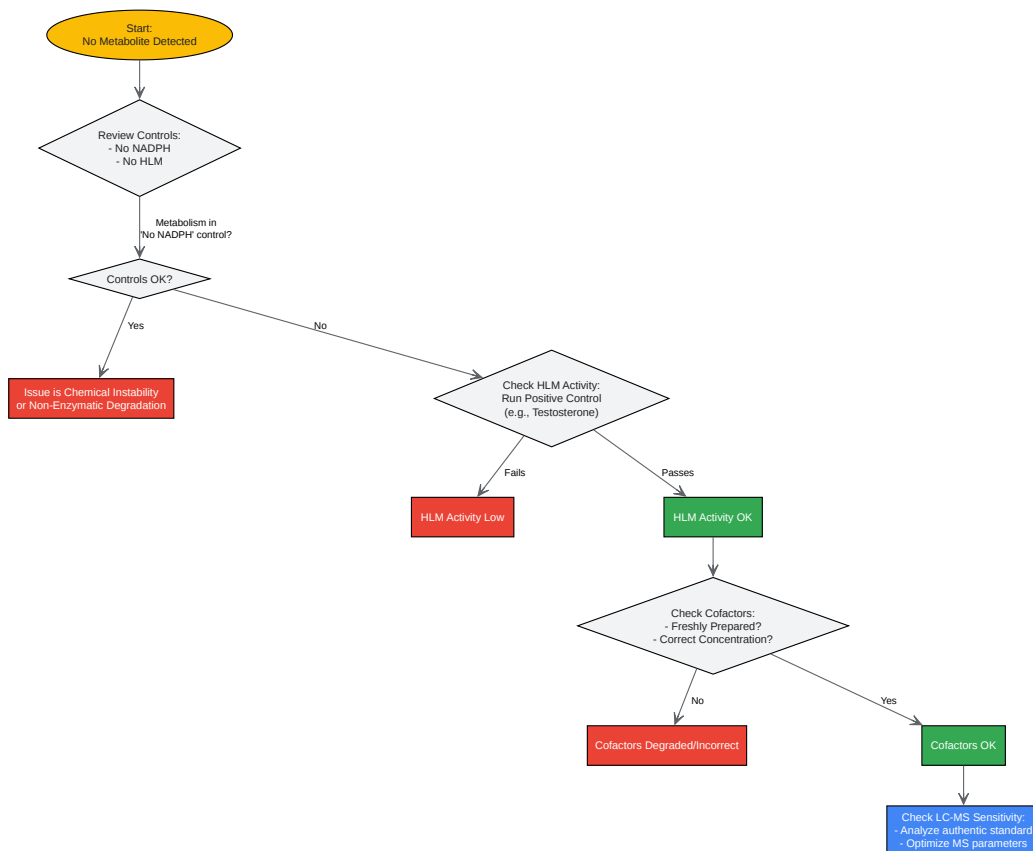 Start:
No Metabolite Detected
Review Controls:
- No NADPH
- No HLM
Metabolism in
'No NADPH' control?
Controls OK?
Yes
No
Issue is Chemical Instability
or Non-Enzymatic Degradation
Check HLM Activity:
Run Positive Control
(e.g., Testosterone)
Fails
Passes
HLM Activity Low
HLM Activity OK
Check Cofactors:
- Freshly Prepared?
- Correct Concentration?
No
Yes
Cofactors Degraded/Incorrect
Cofactors OK
Check LC-MS Sensitivity:
- Analyze authentic standard
- Optimize MS parameters